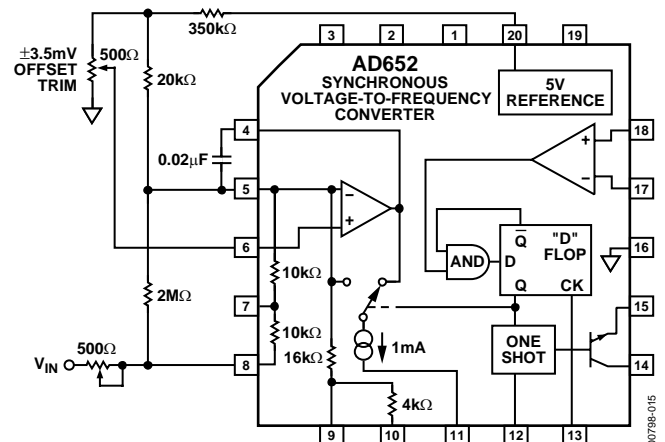 350kΩ
3
2
1
20
19
±3.5mV
OFFSET
TRIM
500Ω
20kΩ
AD652
SYNCHRONOUS
VOLTAGE-TO-FREQUENCY
CONVERTER
5V
REFERENCE
4
0.02μF
5
6
+
–
18
17
–
+
AND
Q
D
"D"
FLOP
Q
CK
16
10kΩ
2MΩ
7
10kΩ
1mA
ONE
SHOT
15
14
VIN
500Ω
8
16kΩ
4kΩ
9
10
11
12
13
00798-015